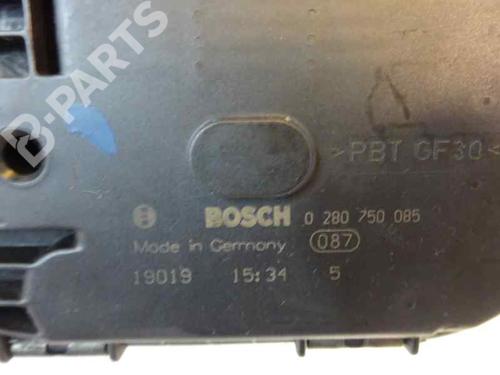 B-PARTS
>PBT GF30<
BOSCH 0 280 750 085
Made in Germany 087
19019 15:34 5